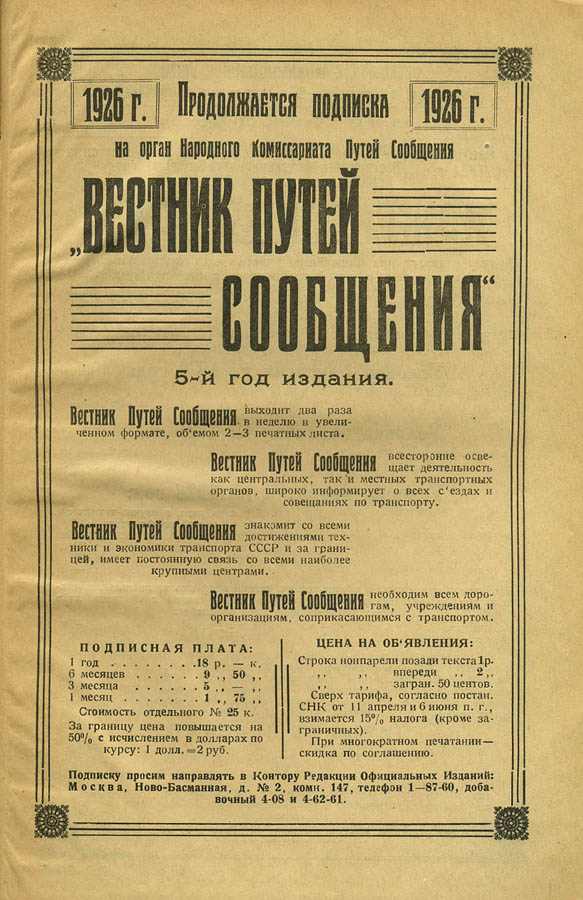 1926 г. Продолжается подписка 1926 г.
на орган Народного Комиссариата Путей Сообщения
„ВЕСТНИК ПУТЕЙ
СООБЩЕНИЯ“
5-й год издания.
Вестник Путей Сообщения выходит два раза
в неделю в увели-
ченном формате, об'емом 2—3 печатных листа.
Вестник Путей Сообщения всесторонне осве-
щает деятельность
как центральных, так и местных транспортных
органов, широко информирует о всех с'ездах и
совещаниях по транспорту.
Вестник Путей Сообщения знакомит со всеми
достижениями тех-
ники и экономики транспорта СССР и за грани-
цей, имеет постоянную связь со всеми наиболее
крупными центрами.
Вестник Путей Сообщения необходим всем доро-
гам, учреждениям и
организациям, соприкасающимся с транспортом.
ПОДПИСНАЯ ПЛАТА:
1 год . . . . . . . . 18 р. — к.
6 месяцев . . . . . . 9 „ 50 „
3 месяца . . . . . . 5 „ — „
1 месяц . . . . . . . 1 „ 75 „
Стоимость отдельного № 25 к.
За границу цена повышается на
50% с исчислением в долларах по
курсу: 1 долл. = 2 руб.
ЦЕНА НА ОБ'ЯВЛЕНИЯ:
Строка нонпарели позади текста 1р.
„ „ впереди „ 2 „
„ „ загран. 50 центов.
Сверх тарифа, согласно постан.
СНК от 11 апреля и 6 июня п. г.,
взимается 15% налога (кроме за-
граничных).
При многократном печатании—
скидка по соглашению.
Подписку просим направлять в Контору Редакции Официальных Изданий:
Москва, Ново-Басманная, д. № 2, комн. 147, телефон 1—87-60, доба-
вочный 4-08 и 4-62-61.